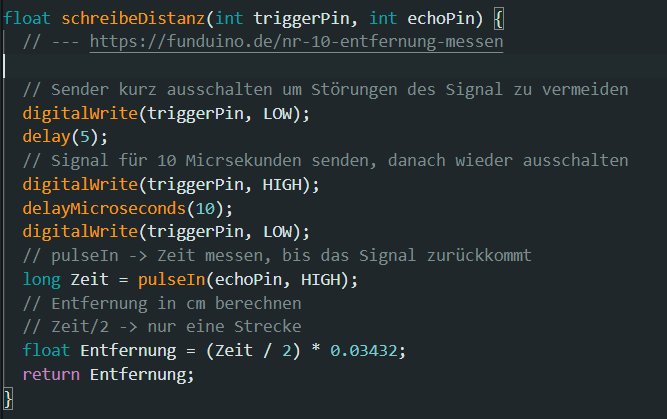 float schreibeDistanz(int triggerPin, int echoPin) {
// --- https://funduino.de/nr-10-entfernung-messen
// Sender kurz ausschalten um Störungen des Signal zu vermeiden
digitalWrite(triggerPin, LOW);
delay(5);
// Signal für 10 Micrsekunden senden, danach wieder ausschalten
digitalWrite(triggerPin, HIGH);
delayMicroseconds(10);
digitalWrite(triggerPin, LOW);
// pulseIn -> Zeit messen, bis das Signal zurückkommt
long Zeit = pulseIn(echoPin, HIGH);
// Entfernung in cm berechnen
// Zeit/2 -> nur eine Strecke
float Entfernung = (Zeit / 2) * 0.03432;
return Entfernung;
}